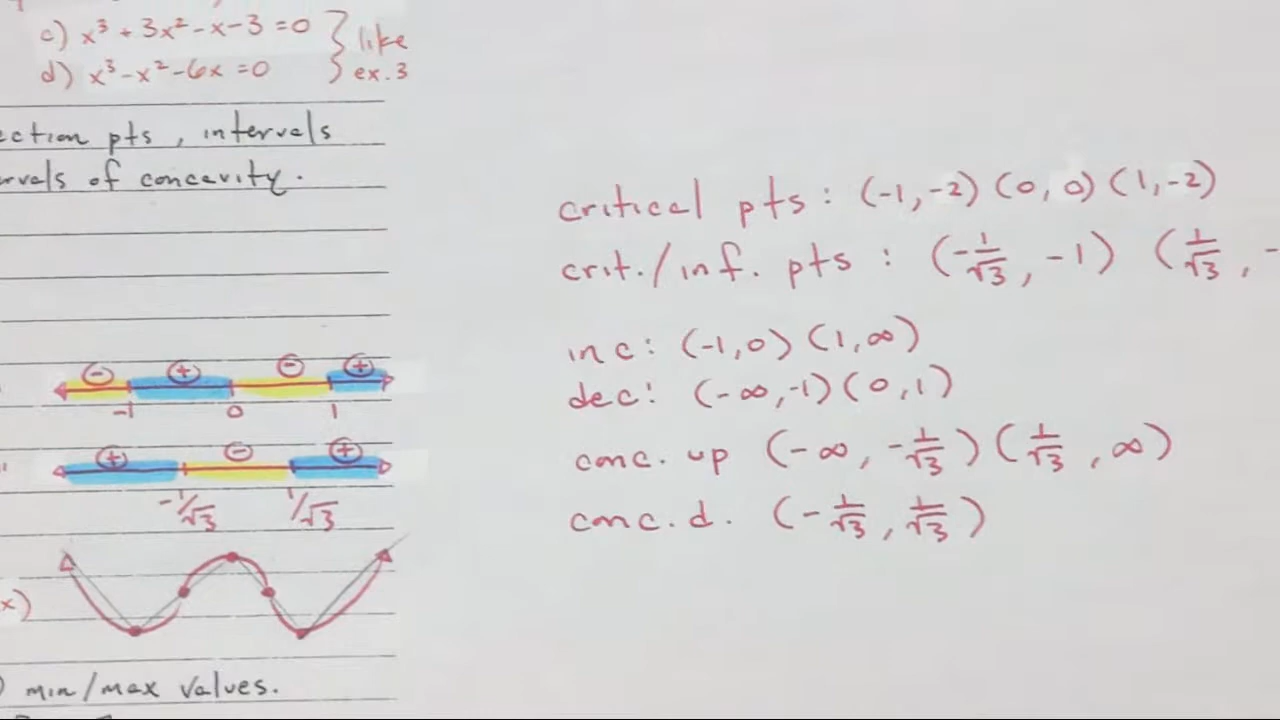 c) x³ + 3x² - x - 3 = 0 } like
d) x³ - x² - 6x = 0 } ex. 3
ection pts, intervals
rvals of concavity.
⊖ ⊕ ⊖ ⊕
-1 0 1
⊕ ⊖ ⊕
-1/√3 1/√3
x)
) min/max values.
critical pts: (-1, -2) (0, 0) (1, -2)
crit./inf. pts : (-1/√3, -1) (1/√3, -
inc: (-1, 0) (1, ∞)
dec: (-∞, -1) (0, 1)
conc. up (-∞, -1/√3) (1/√3, ∞)
conc. d. (-1/√3, 1/√3)